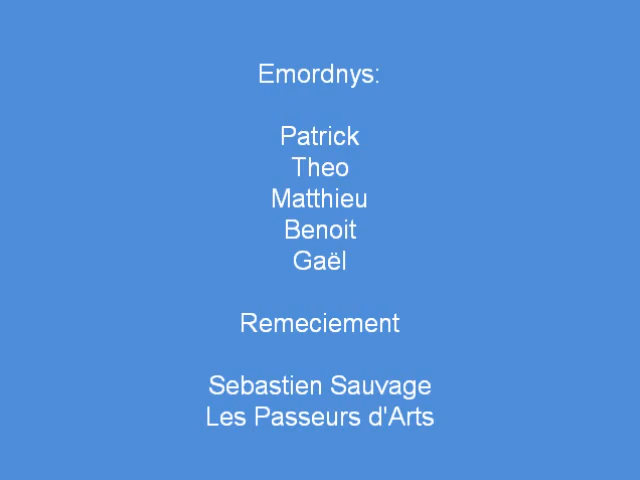 Emordnys:
Patrick
Theo
Matthieu
Benoit
Gaël
Remeciement
Sebastien Sauvage
Les Passeurs d'Arts